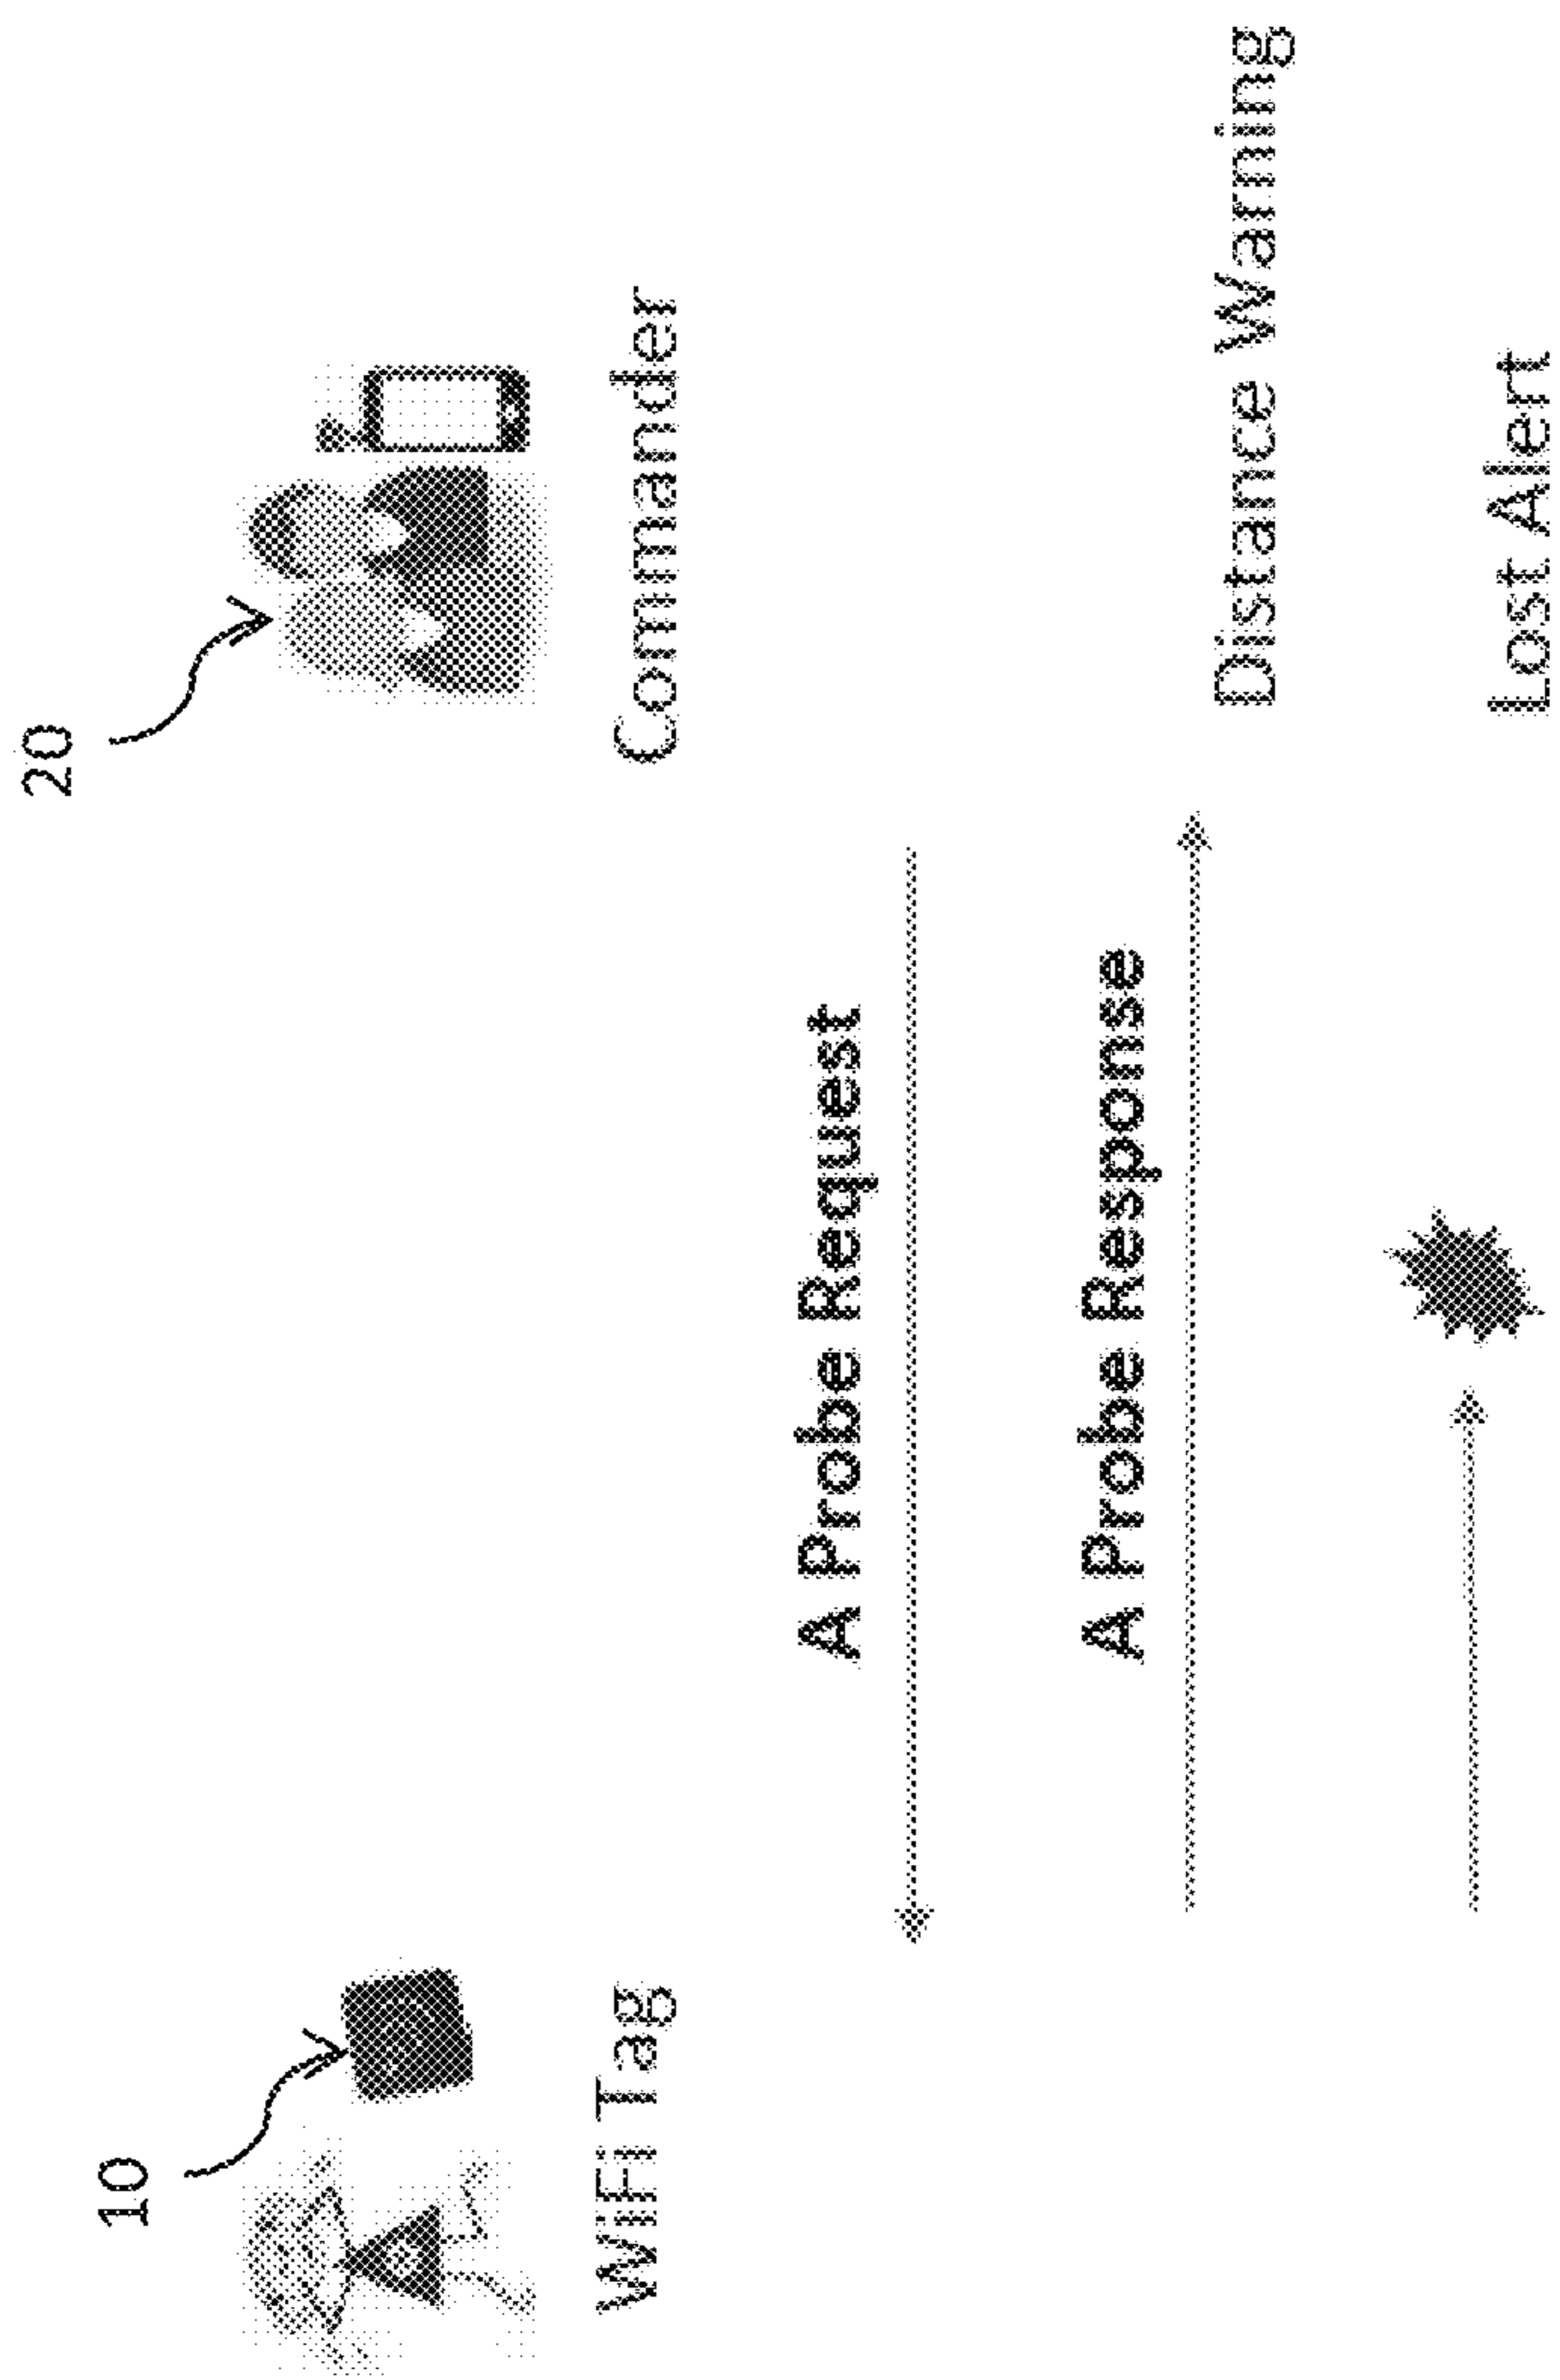 10
20
WiFi Tag
Commander
A Probe Request
A Probe Response
Distance Warning
Lost Alert